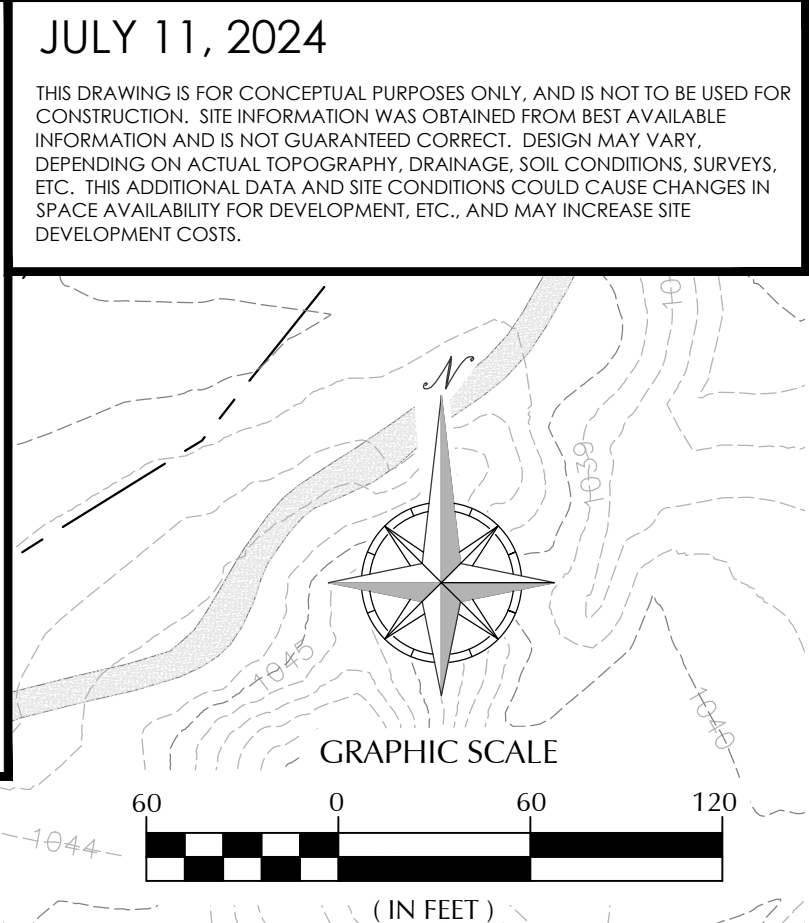 JULY 11, 2024
THIS DRAWING IS FOR CONCEPTUAL PURPOSES ONLY, AND IS NOT TO BE USED FOR
CONSTRUCTION.  SITE INFORMATION WAS OBTAINED FROM BEST AVAILABLE
INFORMATION AND IS NOT GUARANTEED CORRECT.  DESIGN MAY VARY,
DEPENDING ON ACTUAL TOPOGRAPHY, DRAINAGE, SOIL CONDITIONS, SURVEYS,
ETC.  THIS ADDITIONAL DATA AND SITE CONDITIONS COULD CAUSE CHANGES IN
SPACE AVAILABILITY FOR DEVELOPMENT, ETC., AND MAY INCREASE SITE
DEVELOPMENT COSTS.
N
1039
1045
1040
GRAPHIC SCALE
60 0 60 120
1044
( IN FEET )